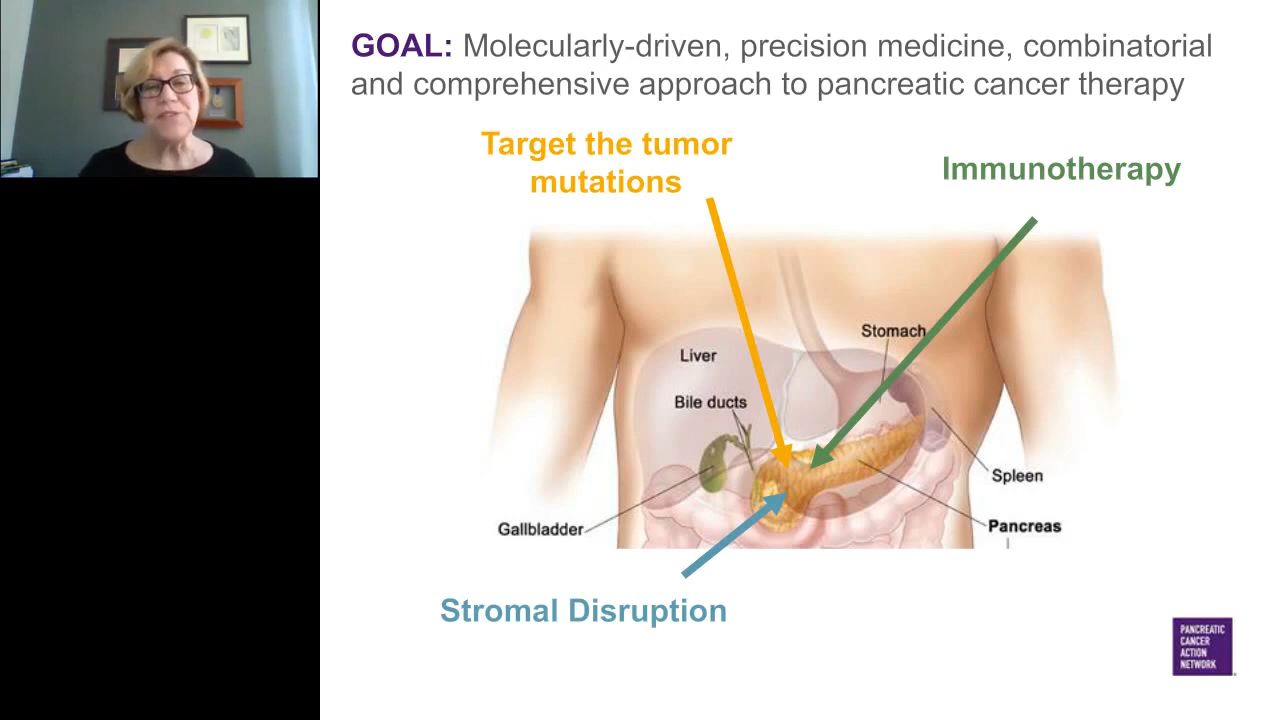 GOAL: Molecularly-driven, precision medicine, combinatorial
and comprehensive approach to pancreatic cancer therapy
Target the tumor
mutations
Immunotherapy
Stomach
Liver
Bile ducts
Spleen
Gallbladder
Pancreas
Stromal Disruption
PANCREATIC
CANCER
ACTION
NETWORK